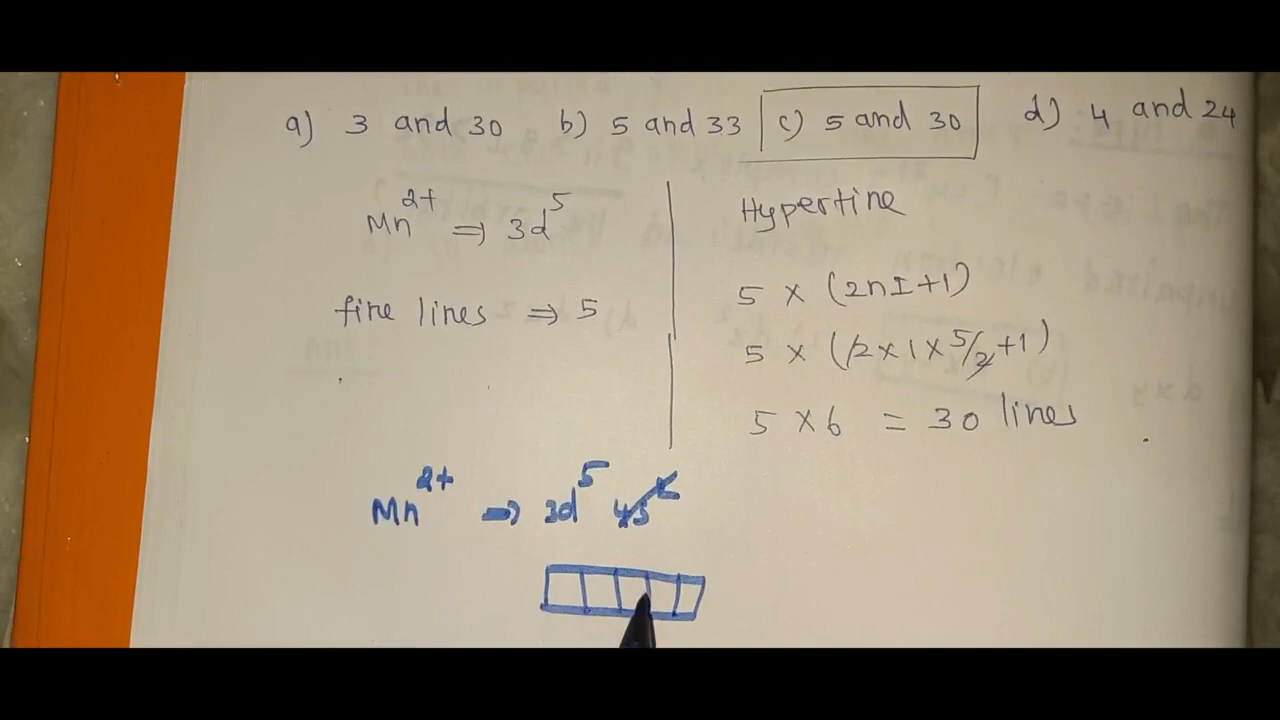 a) 3 and 30 b) 5 and 33 c) 5 and 30 d) 4 and 24
Mn²⁺ ⇒ 3d⁵
fine lines ⇒ 5
Hyperfine
5 × (2nI+1)
5 × (2×1×5/2+1)
5 × 6 = 30 lines
Mn²⁺ ⇒ 3d⁵ 4s²